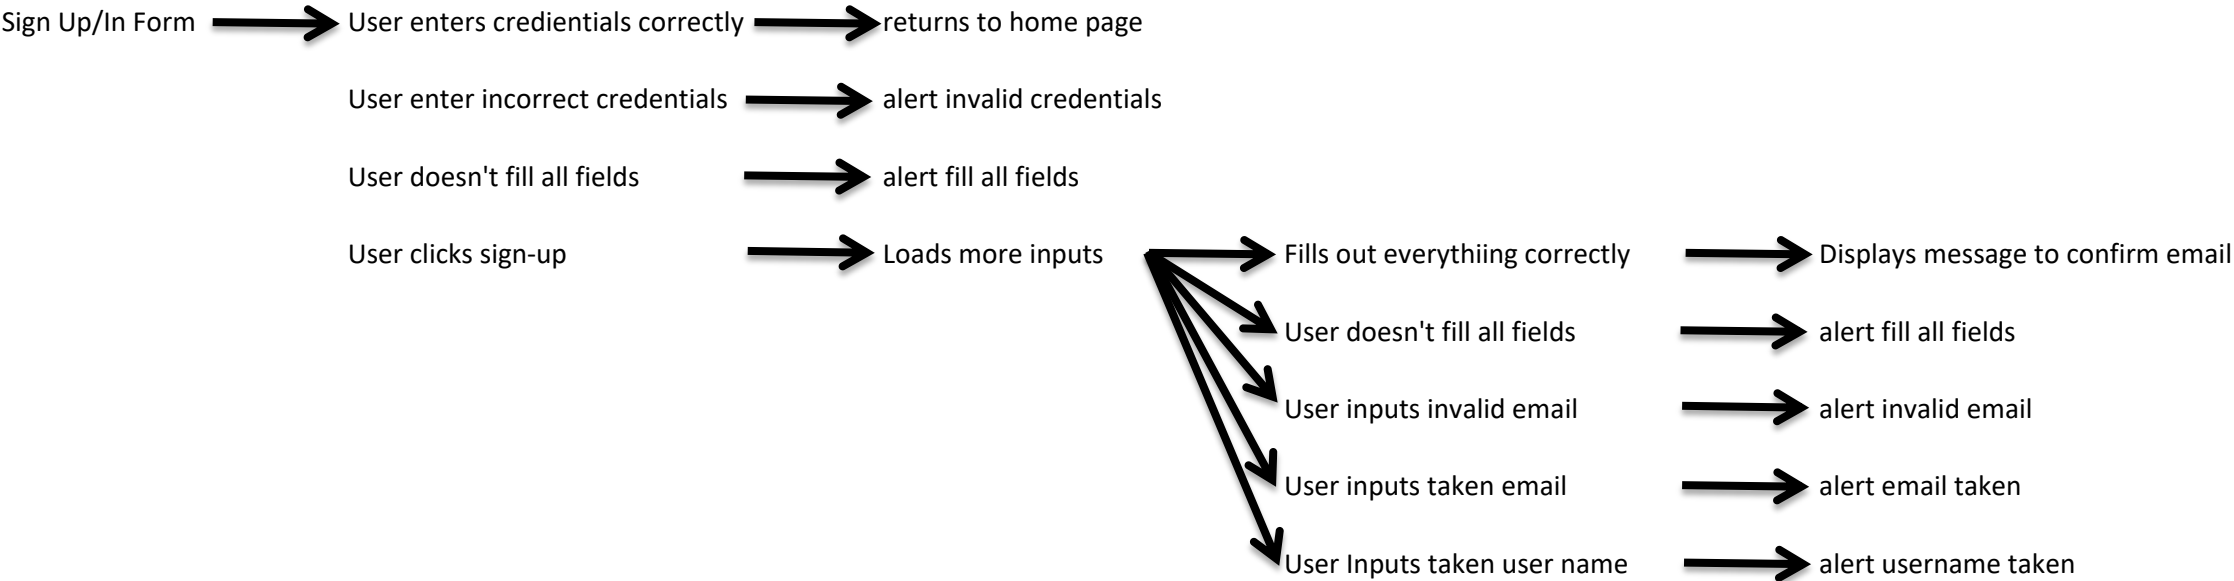 Sign Up/In Form User enters credientials correctly returns to home page
User enter incorrect credentials alert invalid credentials
User doesn't fill all fields alert fill all fields
User clicks sign-up Loads more inputs Fills out everythiing correctly Displays message to confirm email
User doesn't fill all fields alert fill all fields
User inputs invalid email alert invalid email
User inputs taken email alert email taken
User Inputs taken user name alert username taken